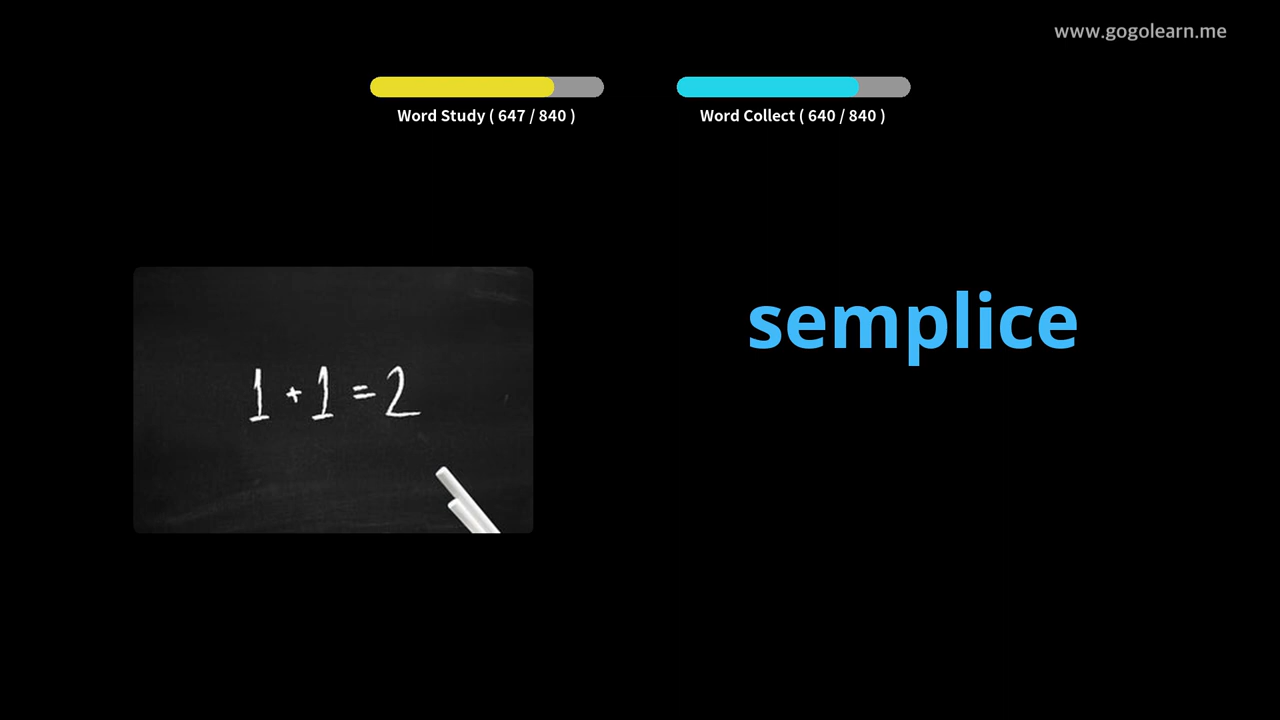 www.gogolearn.me
Word Study ( 647 / 840 )
Word Collect ( 640 / 840 )
semplice
1 + 1 = 2